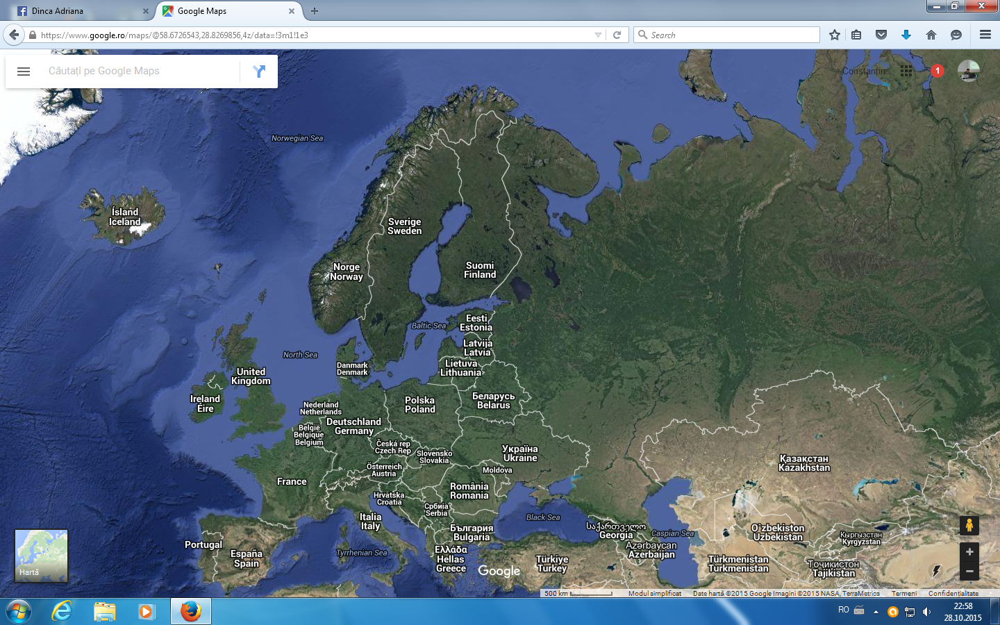 Dinca Adriana
Google Maps
https://www.google.ro/maps/@58.6726543,28.8269856,4z/data=!3m1!1e3
Search
Căutați pe Google Maps
Constantin
1
Norwegian Sea
Ísland
Iceland
Sverige
Sweden
Norge
Norway
Suomi
Finland
Eesti
Estonia
Baltic Sea
Latvija
Latvia
North Sea
Danmark
Denmark
Lietuva
Lithuania
United
Kingdom
Ireland
Éire
Беларусь
Belarus
Polska
Poland
Nederland
Netherlands
Deutschland
Germany
België
Belgique
Belgium
Česká rep
Czech Rep
Slovensko
Slovakia
Україна
Ukraine
Österreich
Austria
Moldova
Қазақстан
Kazakhstan
France
România
Romania
Hrvatska
Croatia
Србија
Serbia
Italia
Italy
Black Sea
България
Bulgaria
საქართველო
Georgia
Caspian Sea
O`zbekiston
Uzbekistan
Кыргызстан
Kyrgyzstan
Portugal
España
Spain
Tyrrhenian Sea
Ελλάδα
Hellas
Greece
Azərbaycan
Azerbaijan
Türkiye
Turkey
Türkmenistan
Turkmenistan
Тоҷикистон
Tajikistan
Google
Hartă
500 km
Modul simplificat
Date hartă ©2015 Google Imagini ©2015 NASA, TerraMetrics
Termeni
Confidențialitate
RO
22:58
28.10.2015